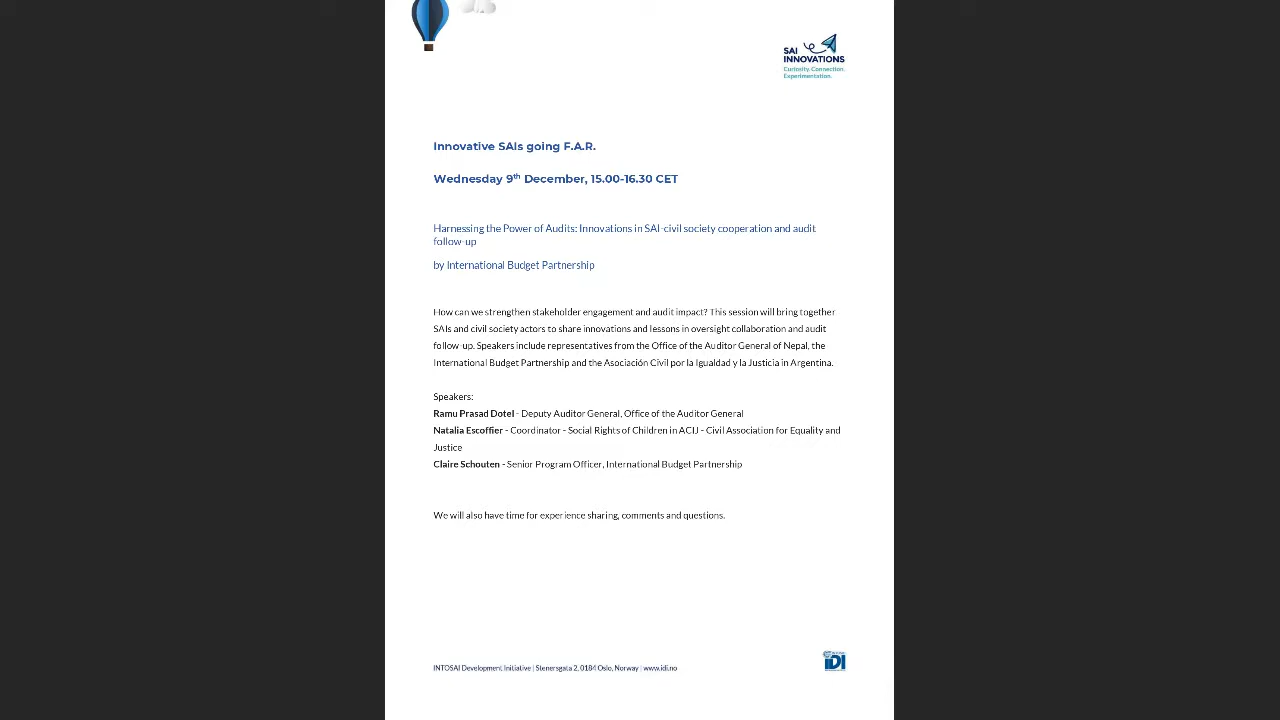 SAI
INNOVATIONS
Curiosity. Connection.
Experimentation.
Innovative SAIs going F.A.R.
Wednesday 9th December, 15.00-16.30 CET
Harnessing the Power of Audits: Innovations in SAI-civil society cooperation and audit
follow-up
by International Budget Partnership
How can we strengthen stakeholder engagement and audit impact? This session will bring together
SAIs and civil society actors to share innovations and lessons in oversight collaboration and audit
follow-up. Speakers include representatives from the Office of the Auditor General of Nepal, the
International Budget Partnership and the Asociación Civil por la Igualdad y la Justicia in Argentina.
Speakers:
Ramu Prasad Dotel - Deputy Auditor General, Office of the Auditor General
Natalia Escoffier - Coordinator - Social Rights of Children in ACIJ - Civil Association for Equality and
Justice
Claire Schouten - Senior Program Officer, International Budget Partnership
We will also have time for experience sharing, comments and questions.
INTOSAI Development Initiative | Stenersgata 2, 0184 Oslo, Norway | www.idi.no
IDI